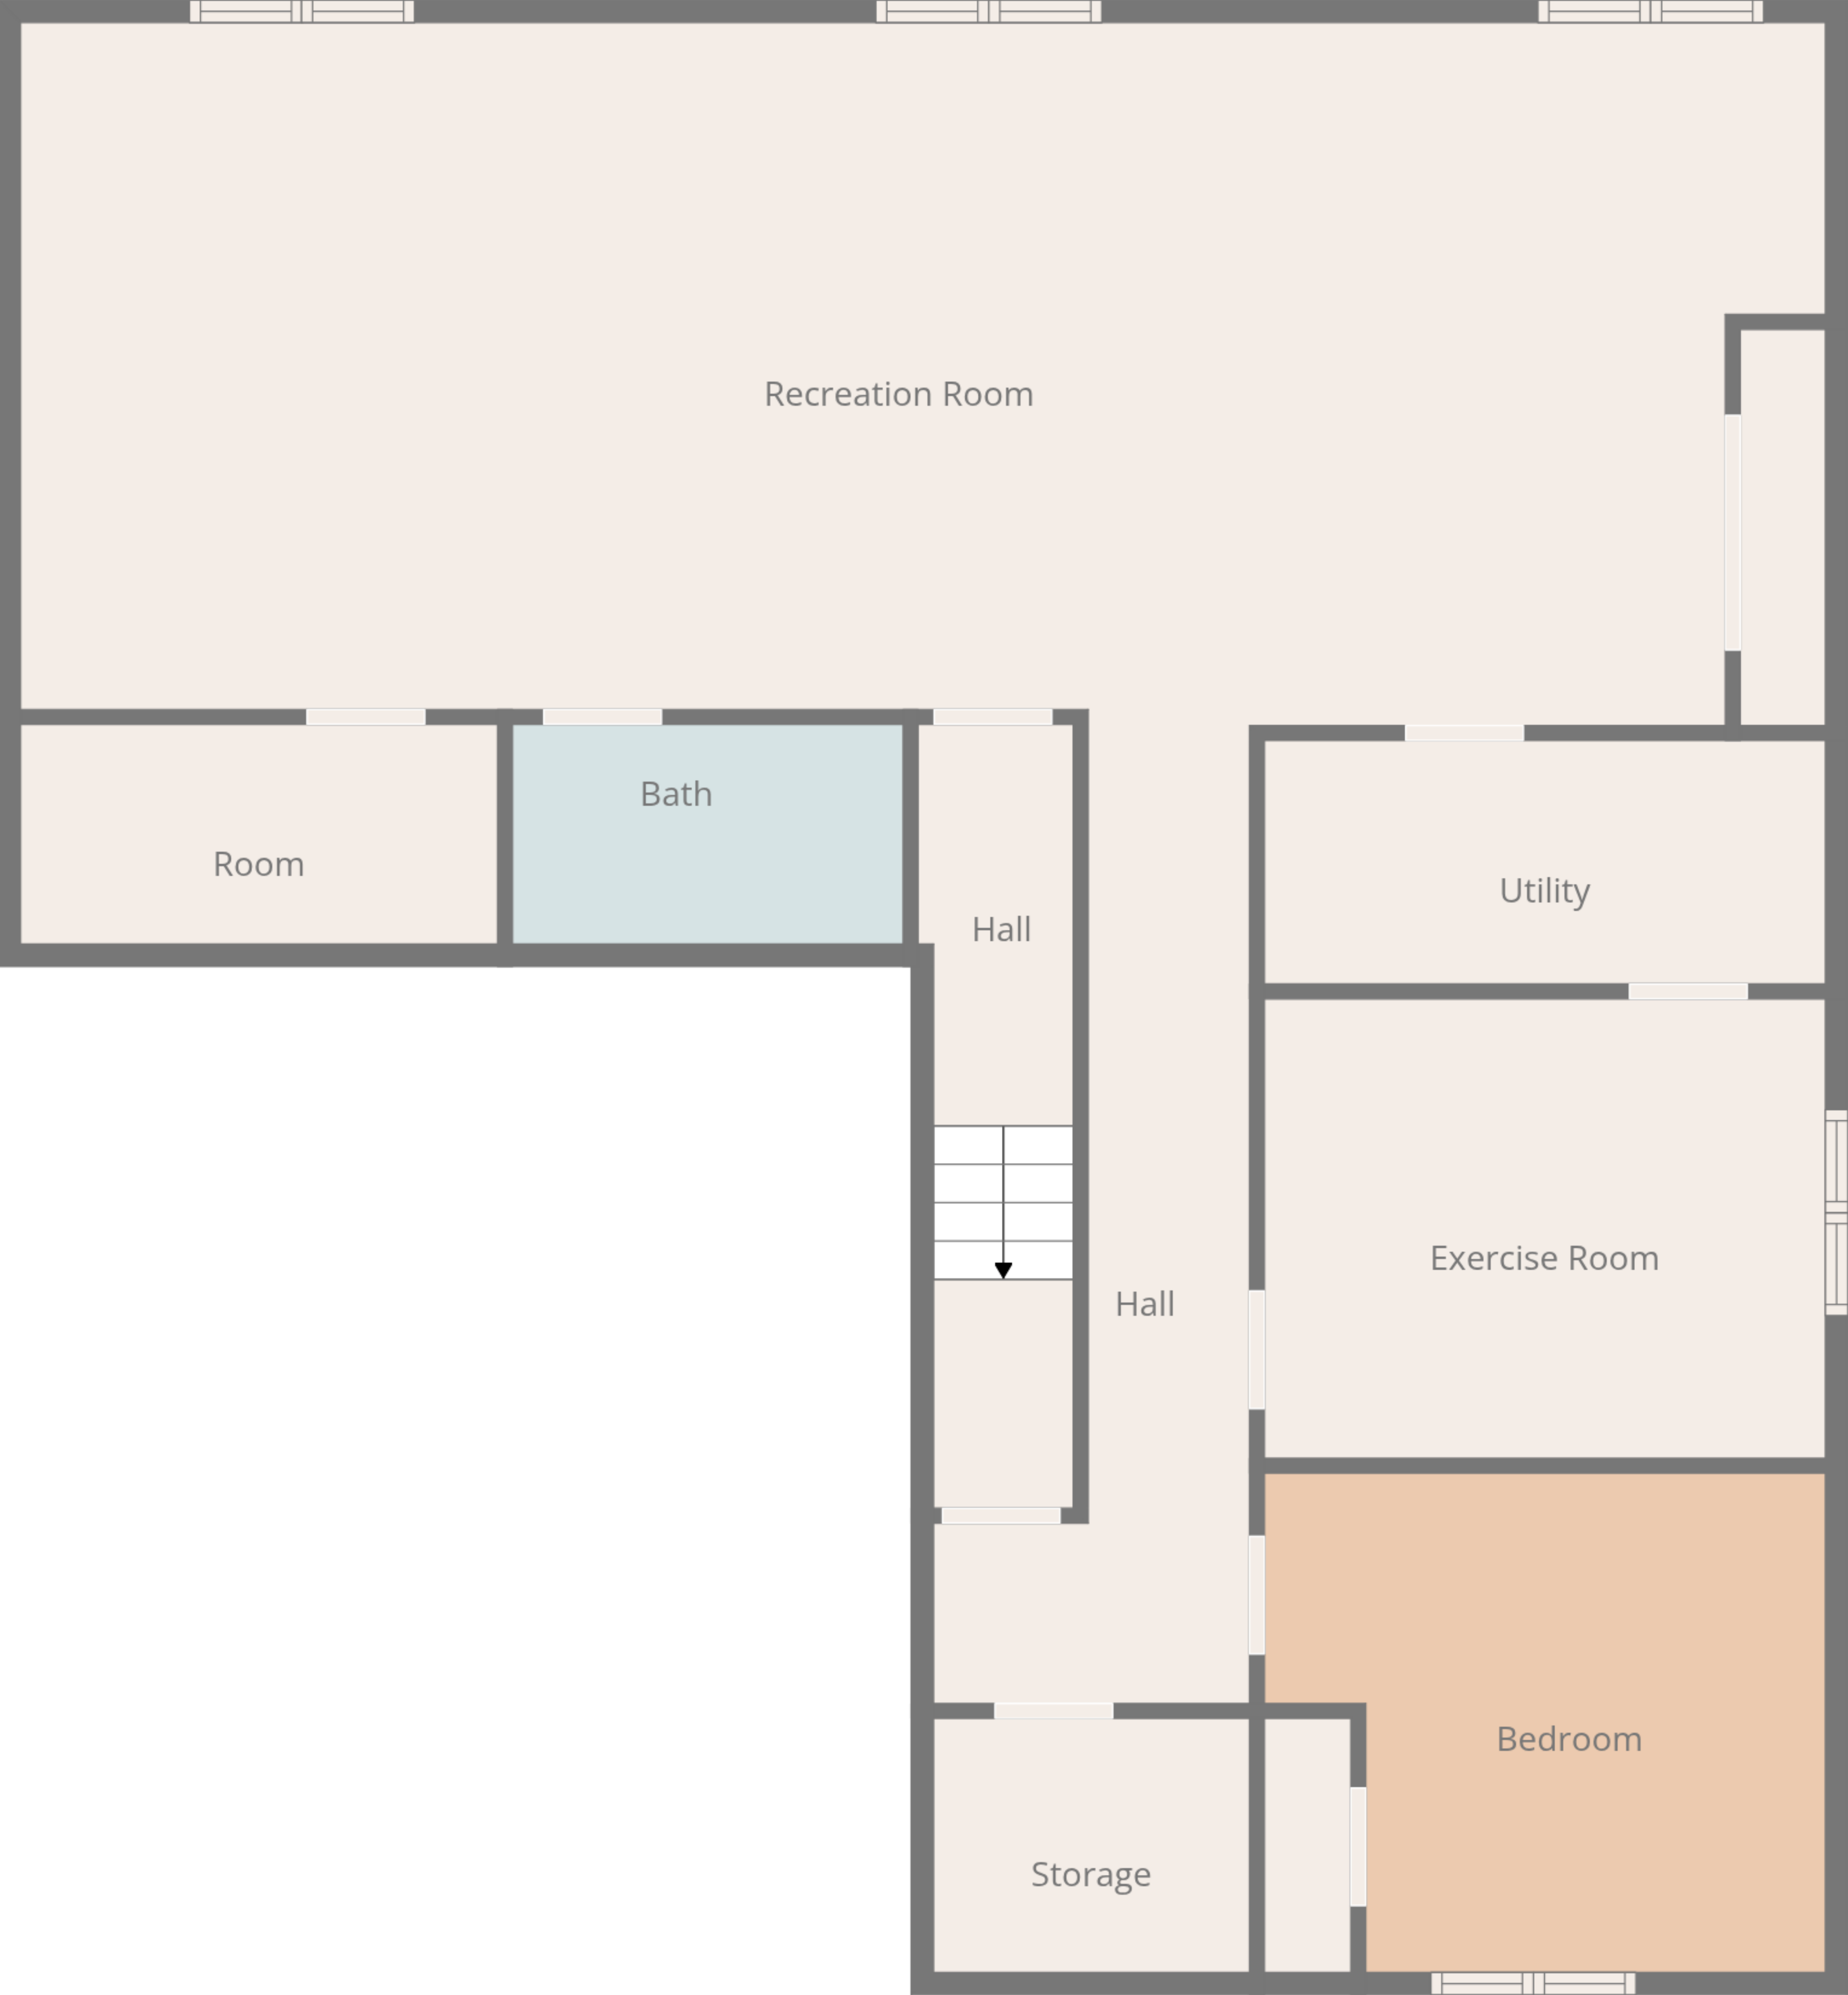 Recreation Room
Bath
Room
Utility
Hall
Exercise Room
Hall
Bedroom
Storage